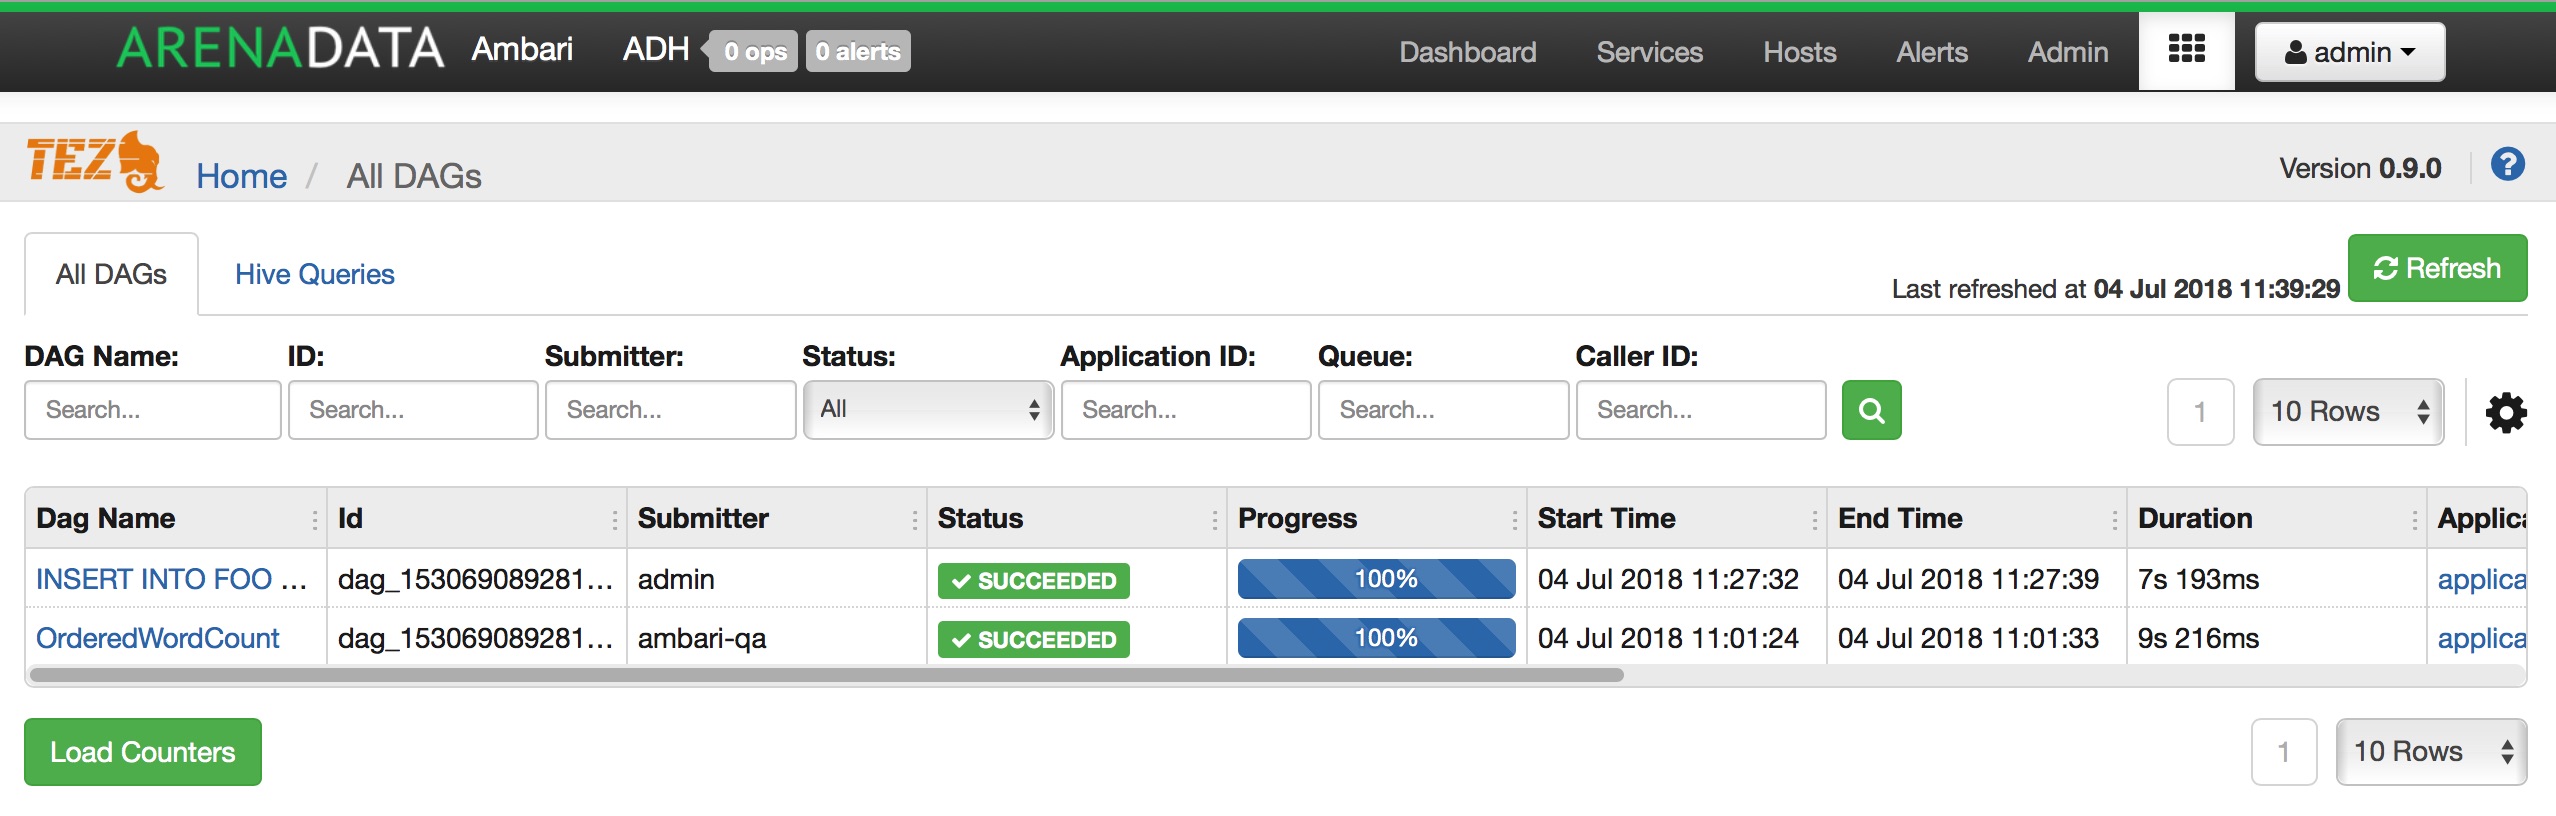 ARENADATA Ambari ADH 0 ops 0 alerts Dashboard Services Hosts Alerts Admin admin
TEZ Home / All DAGs Version 0.9.0 ?
All DAGs Hive Queries Last refreshed at 04 Jul 2018 11:39:29 Refresh
DAG Name: ID: Submitter: Status: Application ID: Queue: Caller ID:
Search... Search... Search... All Search... Search... Search... 1 10 Rows
Dag Name Id Submitter Status Progress Start Time End Time Duration Applica
INSERT INTO FOO ... dag_153069089281... admin SUCCEEDED 100% 04 Jul 2018 11:27:32 04 Jul 2018 11:27:39 7s 193ms applica
OrderedWordCount dag_153069089281... ambari-qa SUCCEEDED 100% 04 Jul 2018 11:01:24 04 Jul 2018 11:01:33 9s 216ms applica
Load Counters 1 10 Rows